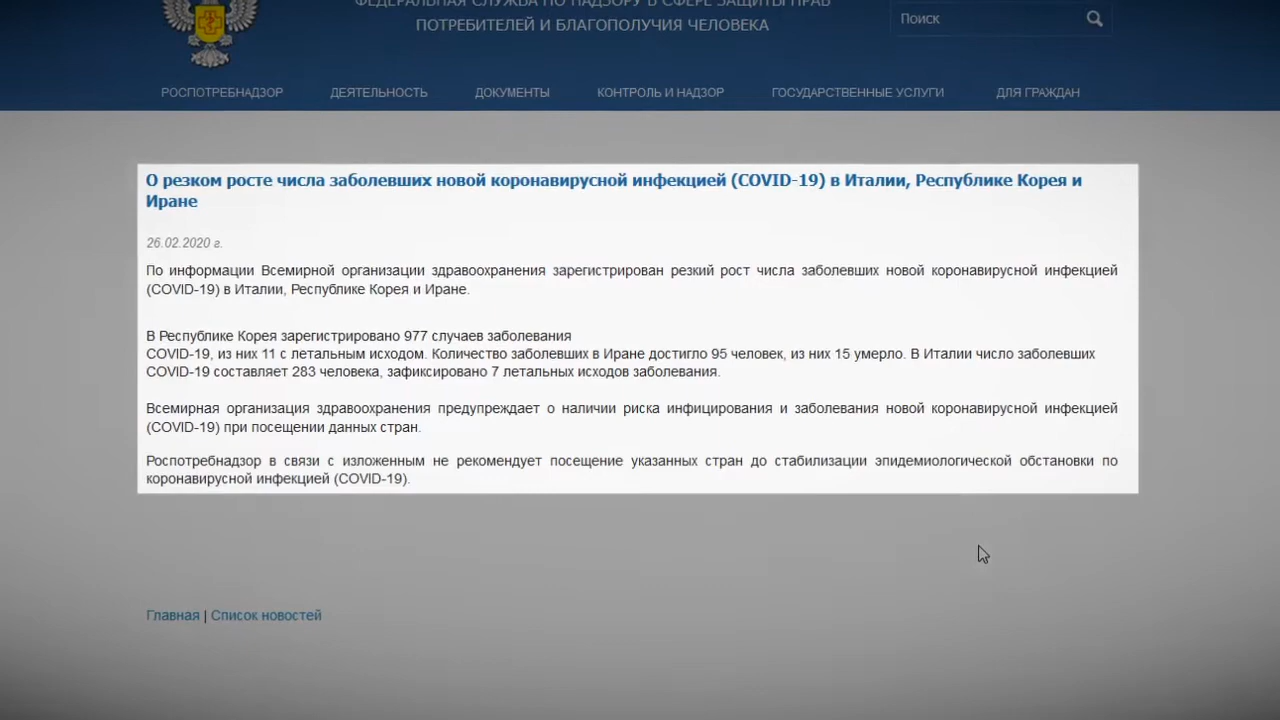 ФЕДЕРАЛЬНАЯ СЛУЖБА ПО НАДЗОРУ В СФЕРЕ ЗАЩИТЫ ПРАВ
ПОТРЕБИТЕЛЕЙ И БЛАГОПОЛУЧИЯ ЧЕЛОВЕКА
Поиск
РОСПОТРЕБНАДЗОР ДЕЯТЕЛЬНОСТЬ ДОКУМЕНТЫ КОНТРОЛЬ И НАДЗОР ГОСУДАРСТВЕННЫЕ УСЛУГИ ДЛЯ ГРАЖДАН
О резком росте числа заболевших новой коронавирусной инфекцией (COVID-19) в Италии, Республике Корея и
Иране
26.02.2020 г.
По информации Всемирной организации здравоохранения зарегистрирован резкий рост числа заболевших новой коронавирусной инфекцией
(COVID-19) в Италии, Республике Корея и Иране.
В Республике Корея зарегистрировано 977 случаев заболевания
COVID-19, из них 11 с летальным исходом. Количество заболевших в Иране достигло 95 человек, из них 15 умерло. В Италии число заболевших
COVID-19 составляет 283 человека, зафиксировано 7 летальных исходов заболевания.
Всемирная организация здравоохранения предупреждает о наличии риска инфицирования и заболевания новой коронавирусной инфекцией
(COVID-19) при посещении данных стран.
Роспотребнадзор в связи с изложенным не рекомендует посещение указанных стран до стабилизации эпидемиологической обстановки по
коронавирусной инфекцией (COVID-19).
Главная | Список новостей